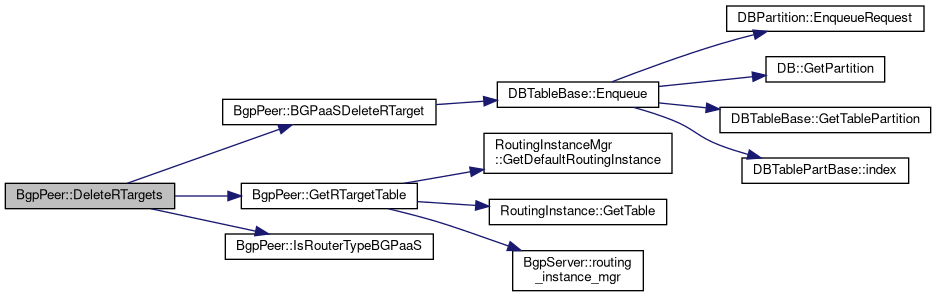 BgpPeer::DeleteRTargets
BgpPeer::BGPaaSDeleteRTarget
BgpPeer::GetRTargetTable
BgpPeer::IsRouterTypeBGPaaS
DBTableBase::Enqueue
RoutingInstanceMgr
::GetDefaultRoutingInstance
RoutingInstance::GetTable
BgpServer::routing
_instance_mgr
DBPartition::EnqueueRequest
DB::GetPartition
DBTableBase::GetTablePartition
DBTablePartBase::index